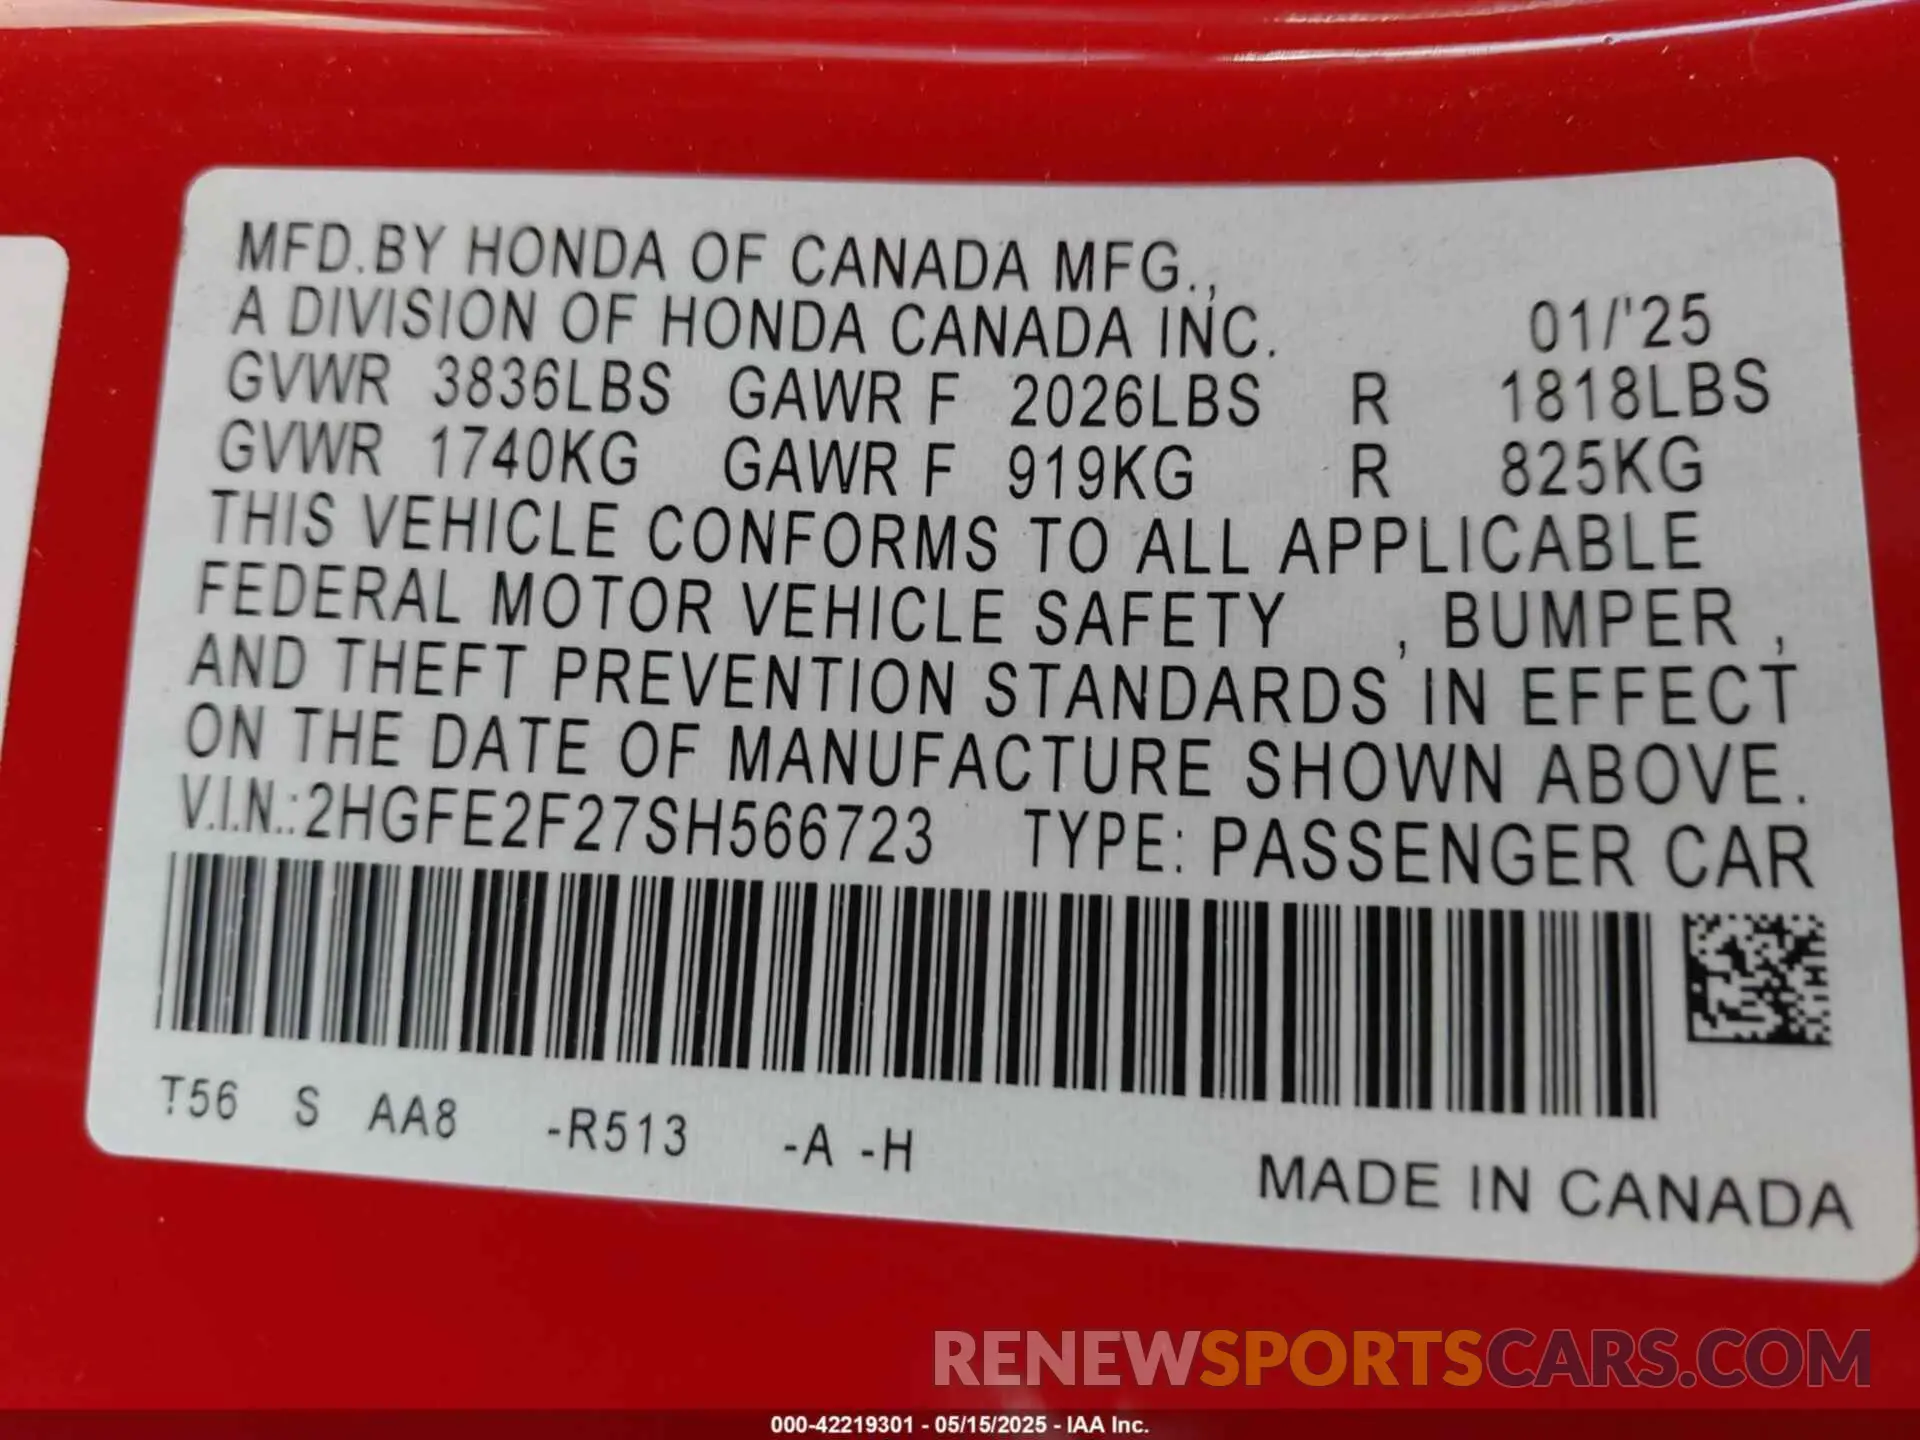 MFD.BY HONDA OF CANADA MFG.,
A DIVISION OF HONDA CANADA INC. 01/'25
GVWR 3836LBS GAWR F 2026LBS R 1818LBS
GVWR 1740KG GAWR F 919KG R 825KG
THIS VEHICLE CONFORMS TO ALL APPLICABLE
FEDERAL MOTOR VEHICLE SAFETY , BUMPER ,
AND THEFT PREVENTION STANDARDS IN EFFECT
ON THE DATE OF MANUFACTURE SHOWN ABOVE.
V.I.N.:2HGFE2F27SH566723 TYPE: PASSENGER CAR
T56 S AA8 -R513 -A -H
MADE IN CANADA
RENEWSPORTSCARS.COM
000-42219301 - 05/15/2025 - IAA Inc.